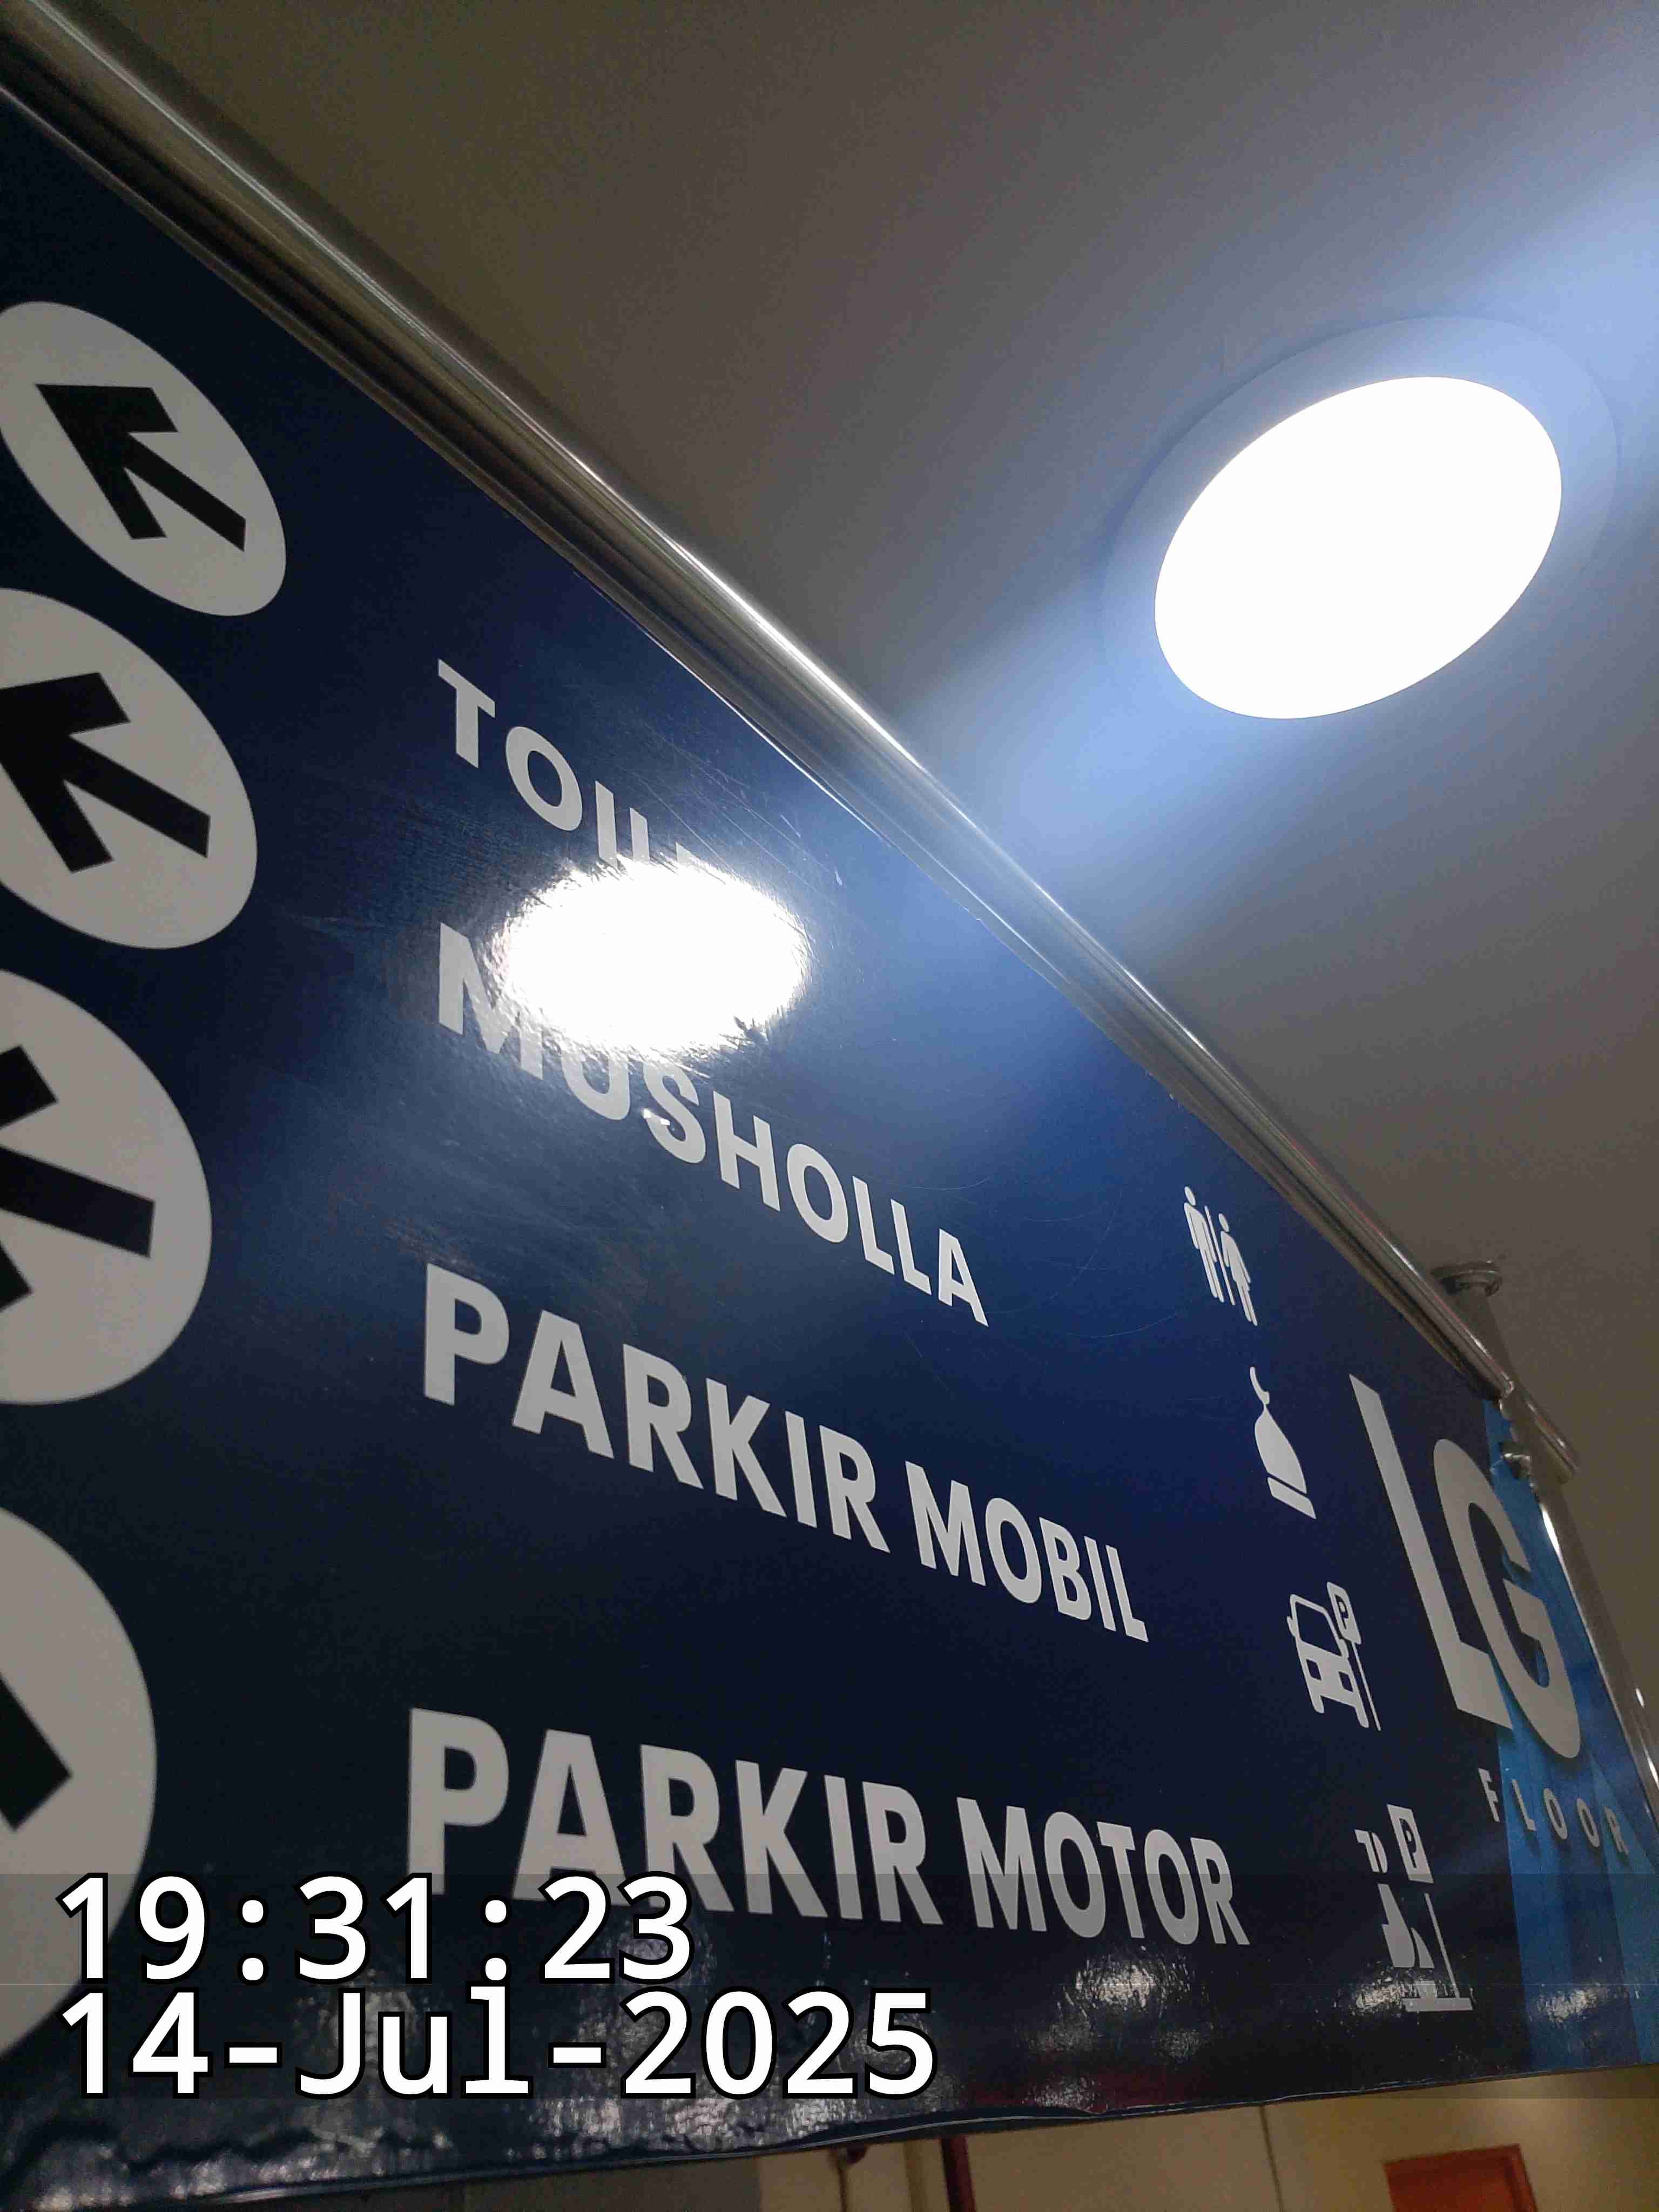 MUSHOLLA
PARKIR MOBIL
PARKIR MOTOR
LG
FLOOR
P
P
19:31:23
14-Jul-2025